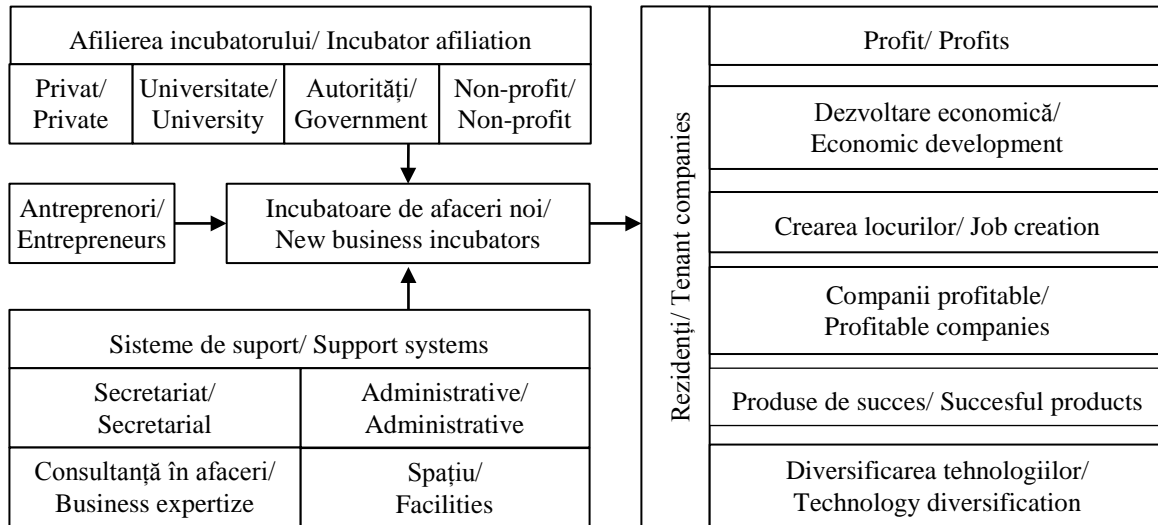 Afilierea incubatorului/ Incubator afiliation
Privat/
Private
Universitate/
University
Autorități/
Government
Non-profit/
Non-profit
Antreprenori/
Entrepreneurs
Incubatoare de afaceri noi/
New business incubators
Sisteme de suport/ Support systems
Secretariat/
Secretarial
Administrative/
Administrative
Consultanță în afaceri/
Business expertize
Spațiu/
Facilities
Rezidenți/ Tenant companies
Profit/ Profits
Dezvoltare economică/
Economic development
Crearea locurilor/ Job creation
Companii profitable/
Profitable companies
Produse de succes/ Succesful products
Diversificarea tehnologiilor/
Technology diversification